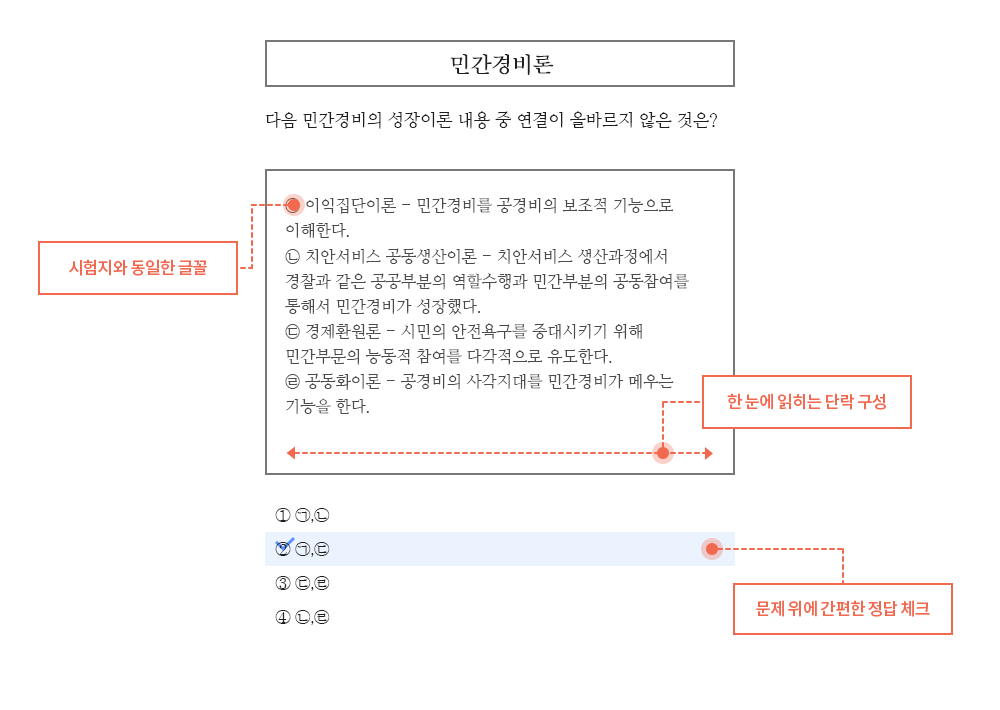 민간경비론
다음 민간경비의 성장이론 내용 중 연결이 올바르지 않은 것은?
㉠ 이익집단이론 - 민간경비를 공경비의 보조적 기능으로
이해한다.
㉡ 치안서비스 공동생산이론 - 치안서비스 생산과정에서
경찰과 같은 공공부분의 역할수행과 민간부분의 공동참여를
통해서 민간경비가 성장했다.
㉢ 경제환원론 - 시민의 안전욕구를 증대시키기 위해
민간부문의 능동적 참여를 다각적으로 유도한다.
㉣ 공동화이론 - 공경비의 사각지대를 민간경비가 메우는
기능을 한다.
시험지와 동일한 글꼴
한 눈에 읽히는 단락 구성
① ㉠,㉡
② ㉠,㉢
③ ㉢,㉣
④ ㉡,㉣
문제 위에 간편한 정답 체크